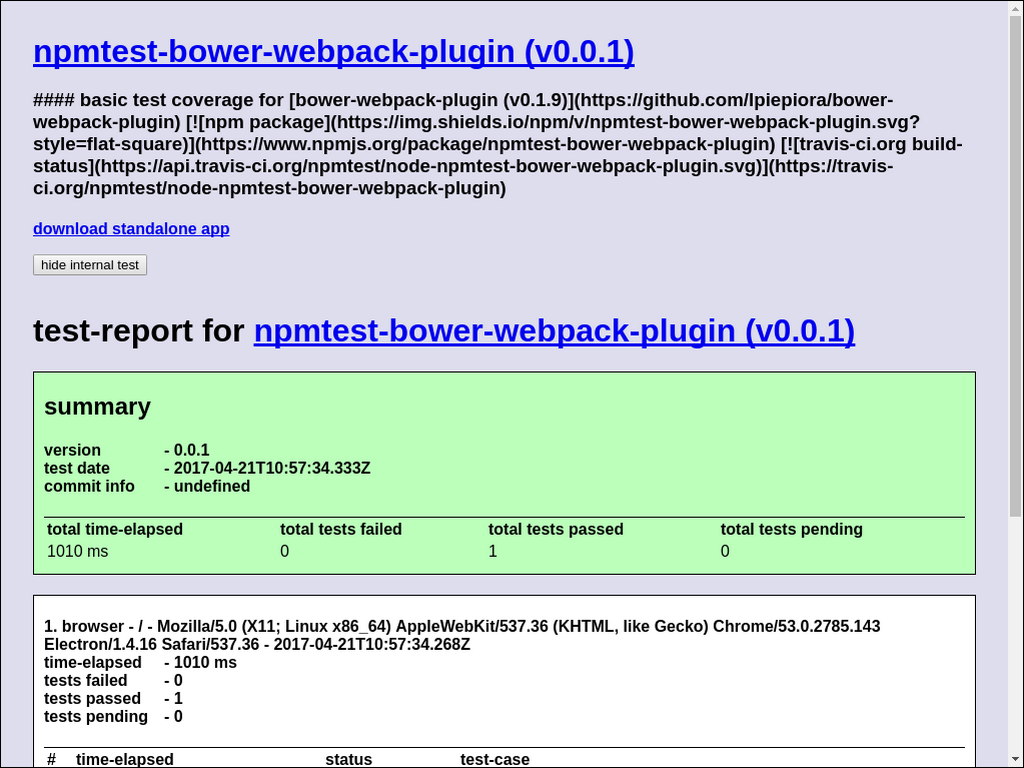 npmtest-bower-webpack-plugin (v0.0.1)
#### basic test coverage for [bower-webpack-plugin (v0.1.9)](https://github.com/lpiepiora/bower-
webpack-plugin) [![npm package](https://img.shields.io/npm/v/npmtest-bower-webpack-plugin.svg?
style=flat-square)](https://www.npmjs.org/package/npmtest-bower-webpack-plugin) [![travis-ci.org build-
status](https://api.travis-ci.org/npmtest/node-npmtest-bower-webpack-plugin.svg)](https://travis-
ci.org/npmtest/node-npmtest-bower-webpack-plugin)
download standalone app
hide internal test
test-report for npmtest-bower-webpack-plugin (v0.0.1)
summary
version - 0.0.1
test date - 2017-04-21T10:57:34.333Z
commit info - undefined
total time-elapsed total tests failed total tests passed total tests pending
1010 ms 0 1 0
1. browser - / - Mozilla/5.0 (X11; Linux x86_64) AppleWebKit/537.36 (KHTML, like Gecko) Chrome/53.0.2785.143
Electron/1.4.16 Safari/537.36 - 2017-04-21T10:57:34.268Z
time-elapsed - 1010 ms
tests failed - 0
tests passed - 1
tests pending - 0
# time-elapsed status test-case